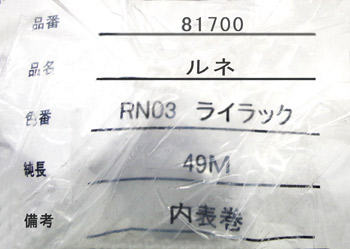 品番 81700
品名 ルネ
色番 RN03 ライラック
純長 49M
備考 内表巻